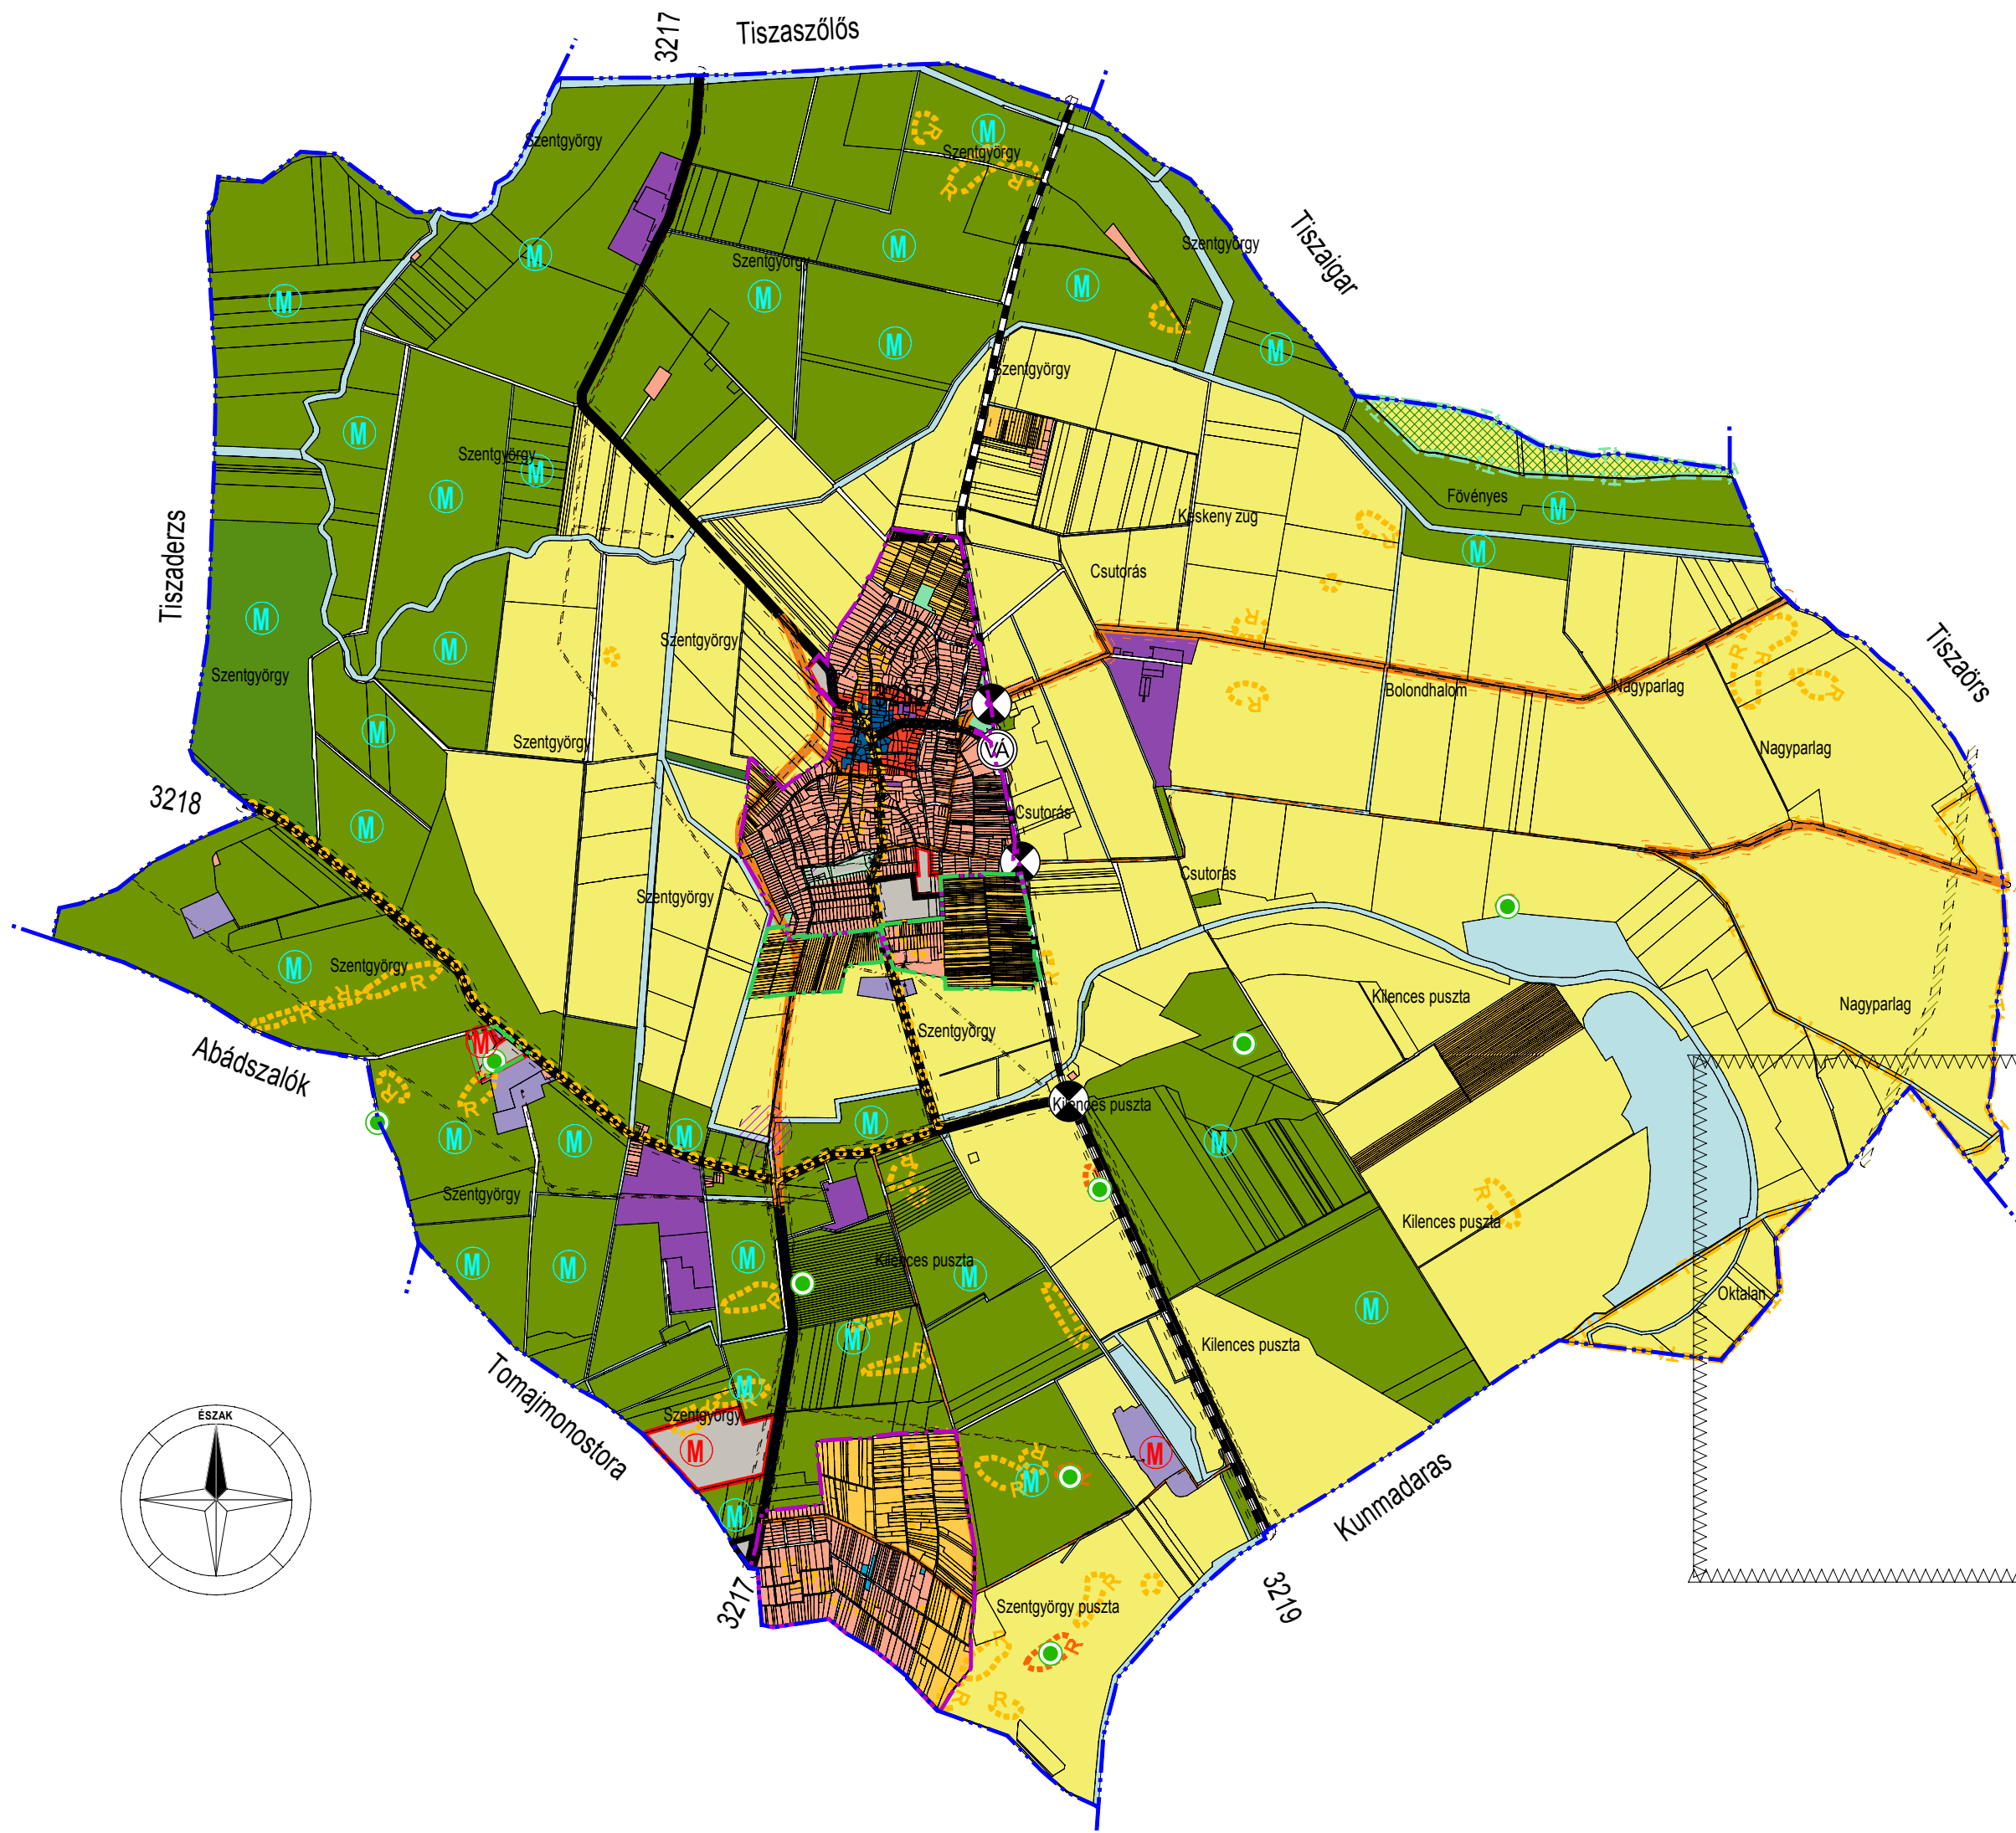 3217
Tiszaszőlős
Szentgyörgy
R
M
Szentgyörgy
R
R
Szentgyörgy
Tiszaigar
M
M
Szentgyörgy
M
M
M
M
M
Szentgyörgy
M
Szentgyörgy
M
M
Fövényes
M
Keskeny zug
R
M
Tiszaderzs
Csutorás
M
Szentgyörgy
M
R
Tiszaörs
Szentgyörgy
R
R
R
Bolondhalom
Nagyparlag
R
M
Szentgyörgy
VÁ
Nagyparlag
3218
M
Csutorás
Csutorás
Szentgyörgy
M
Szentgyörgy
R
R
R
Kilences puszta
Nagyparlag
Szentgyörgy
M
Abádszalók
R
R
Kilences puszta
M
M
M
M
M
R
Szentgyörgy
R
Kilences puszta
Kilences puszta
M
M
M
M
R
Oktalan
M
M
R
Kilences puszta
R
Tomajmonostora
M
R
Szentgyörgy
ÉSZAK
M
R
R
M
M
Kunmadaras
M
3217
3219
R
Szentgyörgy puszta
R
R
R